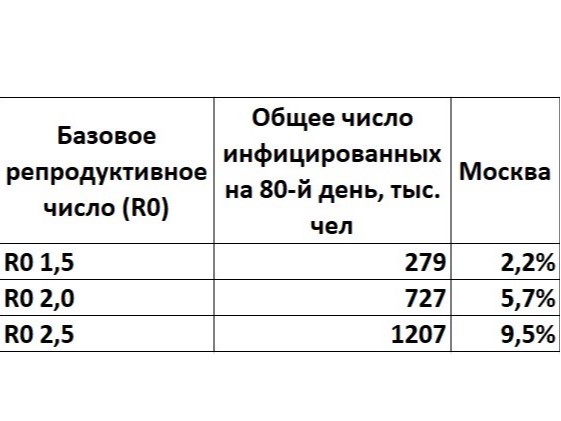 Базовое
репродуктивное
число (R0)
Общее число
инфицированных
на 80-й день, тыс.
чел
Москва
R0 1,5 279 2,2%
R0 2,0 727 5,7%
R0 2,5 1207 9,5%